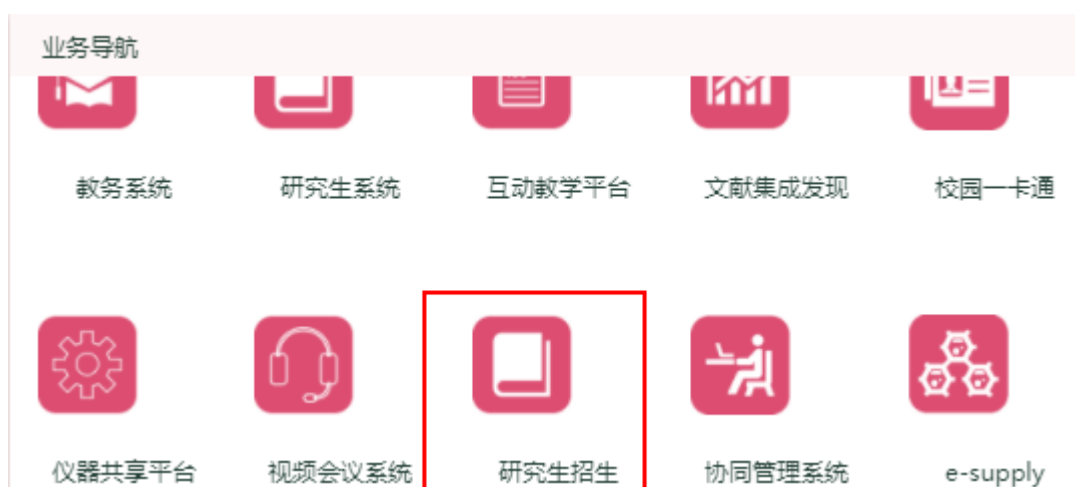 业务导航
教务系统 研究生系统 互动教学平台 文献集成发现 校园一卡通
仪器共享平台 视频会议系统 研究生招生 协同管理系统 e-supply